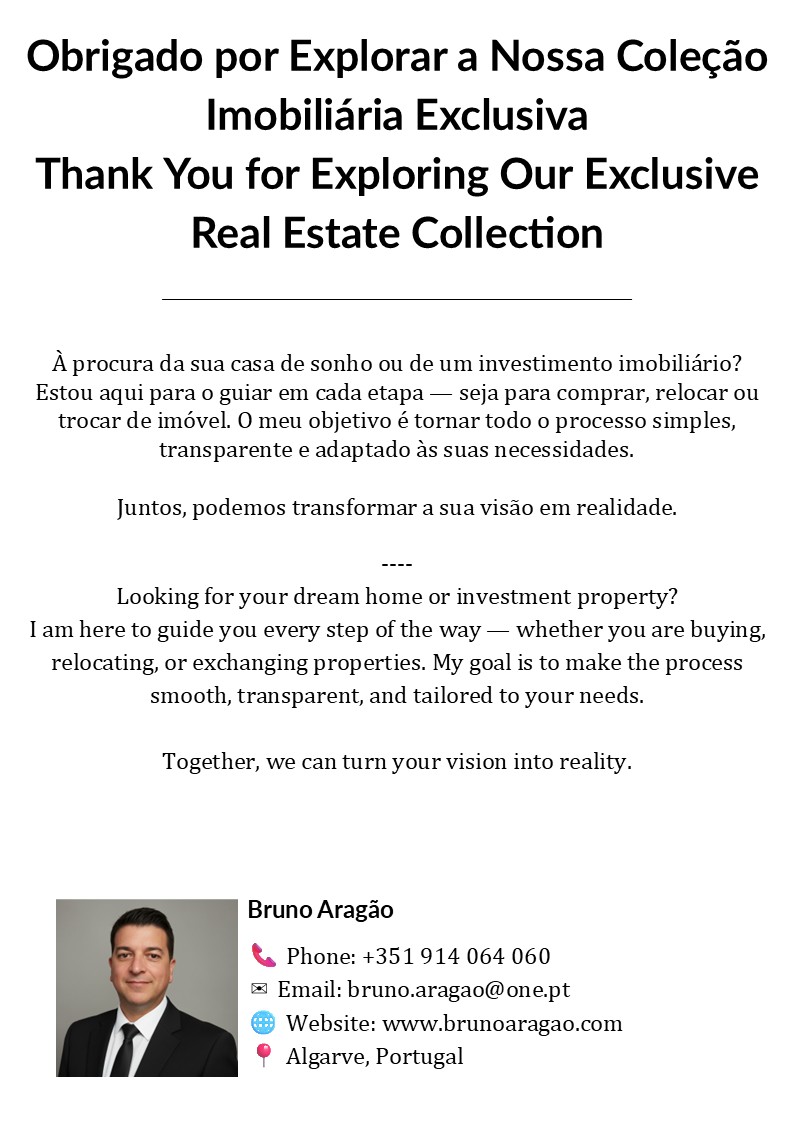 Obrigado por Explorar a Nossa Coleção
Imobiliária Exclusiva
Thank You for Exploring Our Exclusive
Real Estate Collection
À procura da sua casa de sonho ou de um investimento imobiliário?
Estou aqui para o guiar em cada etapa — seja para comprar, relocar ou
trocar de imóvel. O meu objetivo é tornar todo o processo simples,
transparente e adaptado às suas necessidades.
Juntos, podemos transformar a sua visão em realidade.
----
Looking for your dream home or investment property?
I am here to guide you every step of the way — whether you are buying,
relocating, or exchanging properties. My goal is to make the process
smooth, transparent, and tailored to your needs.
Together, we can turn your vision into reality.
Bruno Aragão
📞 Phone: +351 914 064 060
✉ Email: bruno.aragao@one.pt
🌐 Website: www.brunoaragao.com
📍 Algarve, Portugal